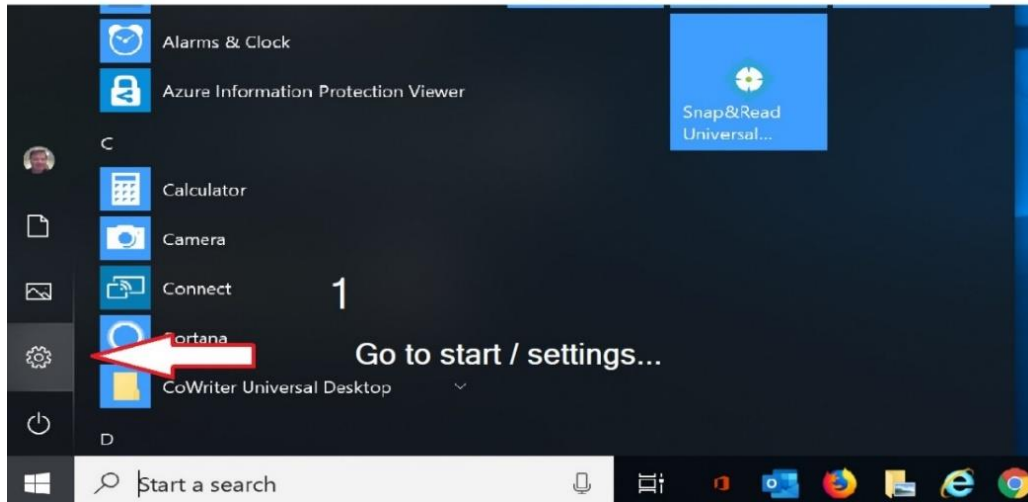 Alarms & Clock
Azure Information Protection Viewer
Snap&Read
Universal...
C
Calculator
Camera
Connect
1
Cortana
Go to start / settings...
CoWriter Universal Desktop
D
Start a search